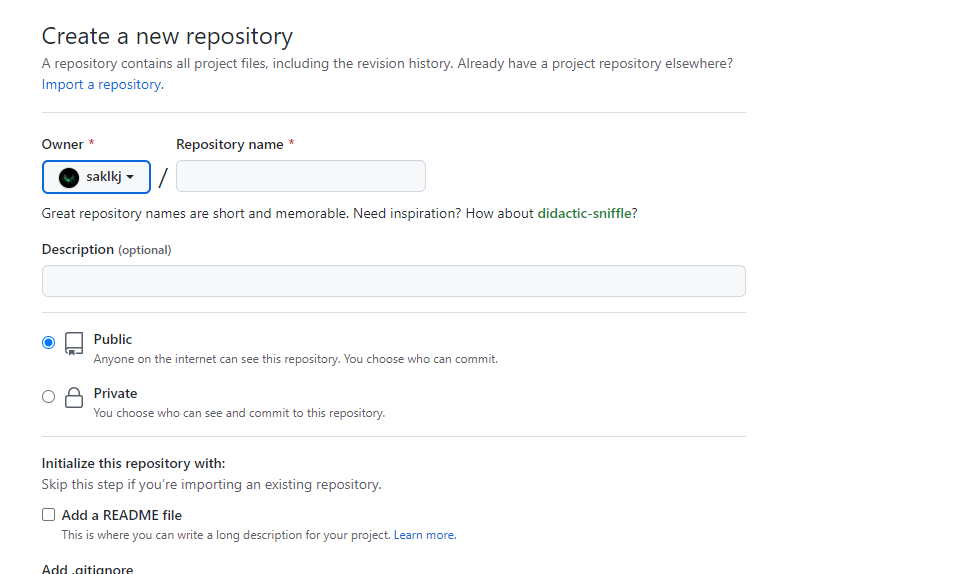 Create a new repository
A repository contains all project files, including the revision history. Already have a project repository elsewhere?
Import a repository.
Owner * Repository name *
saklkj /
Great repository names are short and memorable. Need inspiration? How about didactic-sniffle?
Description (optional)
Public
Anyone on the internet can see this repository. You choose who can commit.
Private
You choose who can see and commit to this repository.
Initialize this repository with:
Skip this step if you're importing an existing repository.
Add a README file
This is where you can write a long description for your project. Learn more.
Add .gitignore